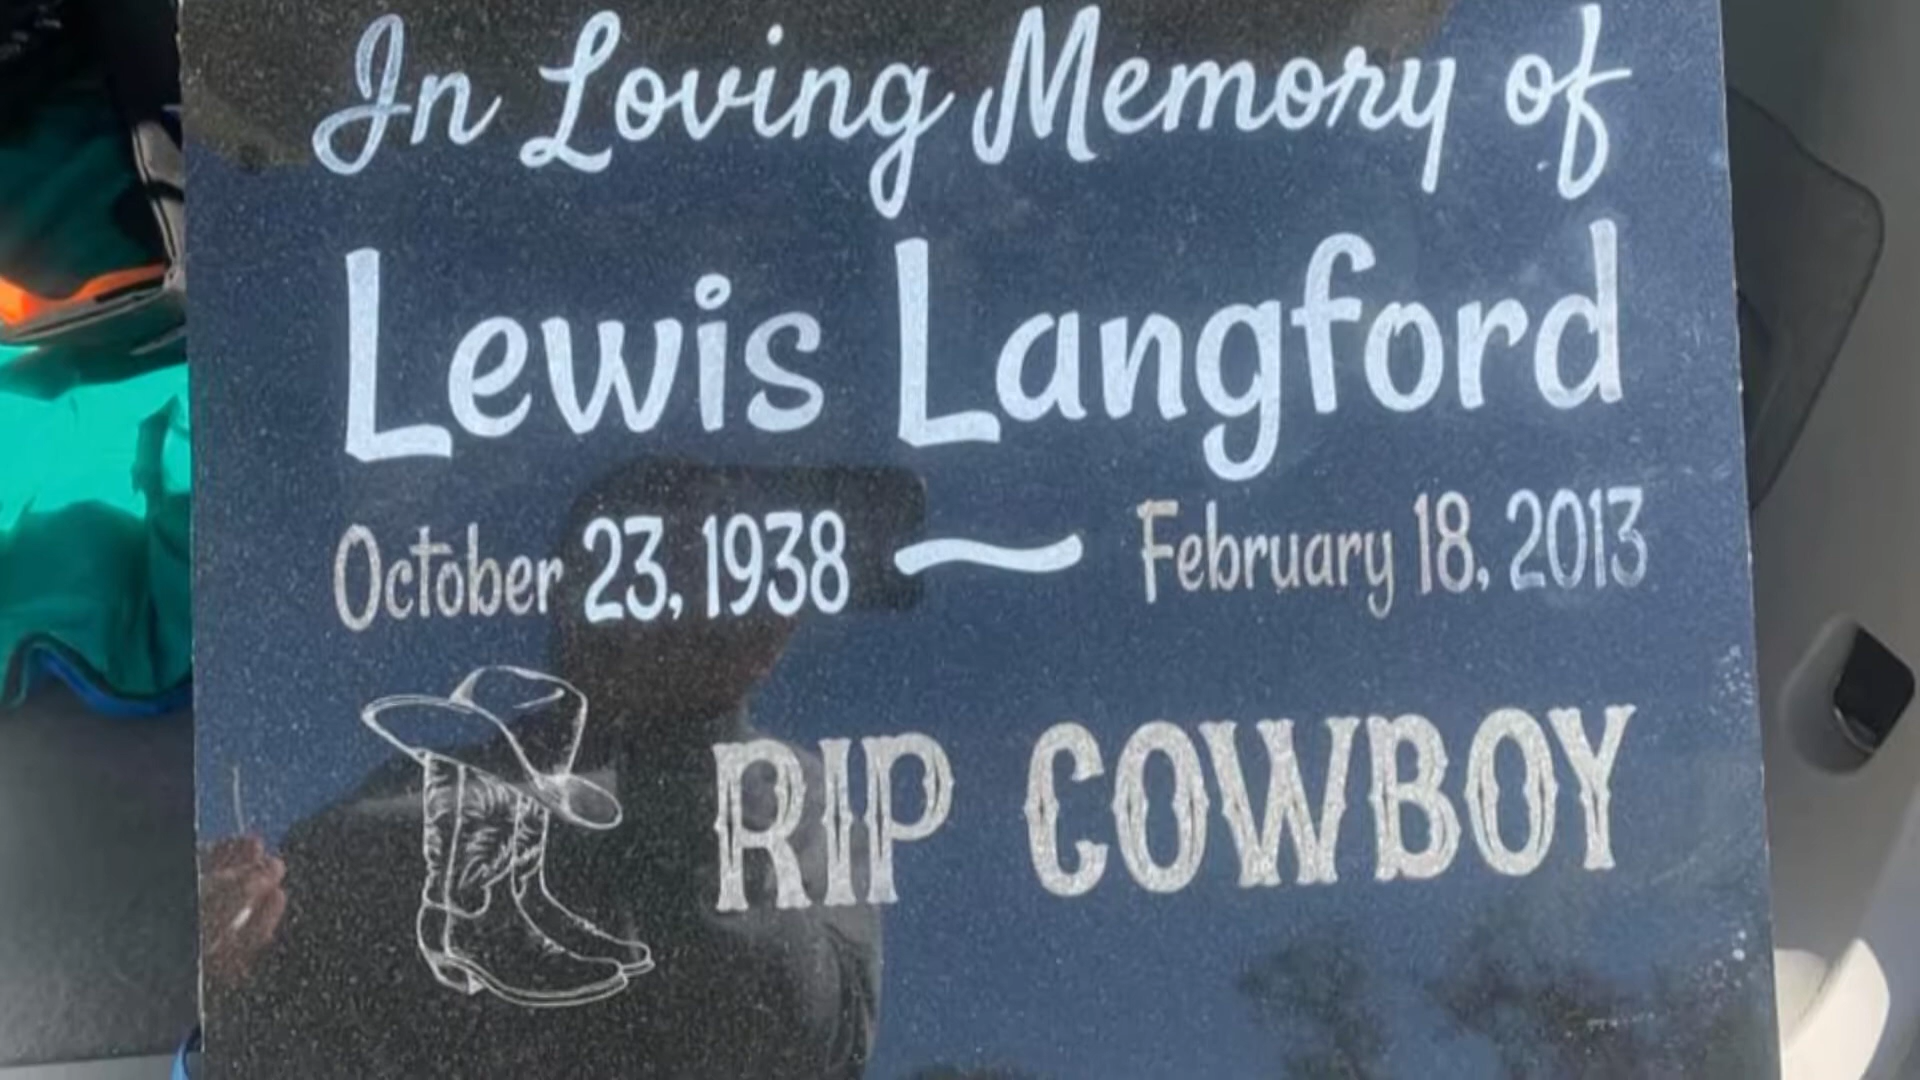 In Loving Memory of
Lewis Langford
October 23, 1938 ~ February 18, 2013
RIP COWBOY